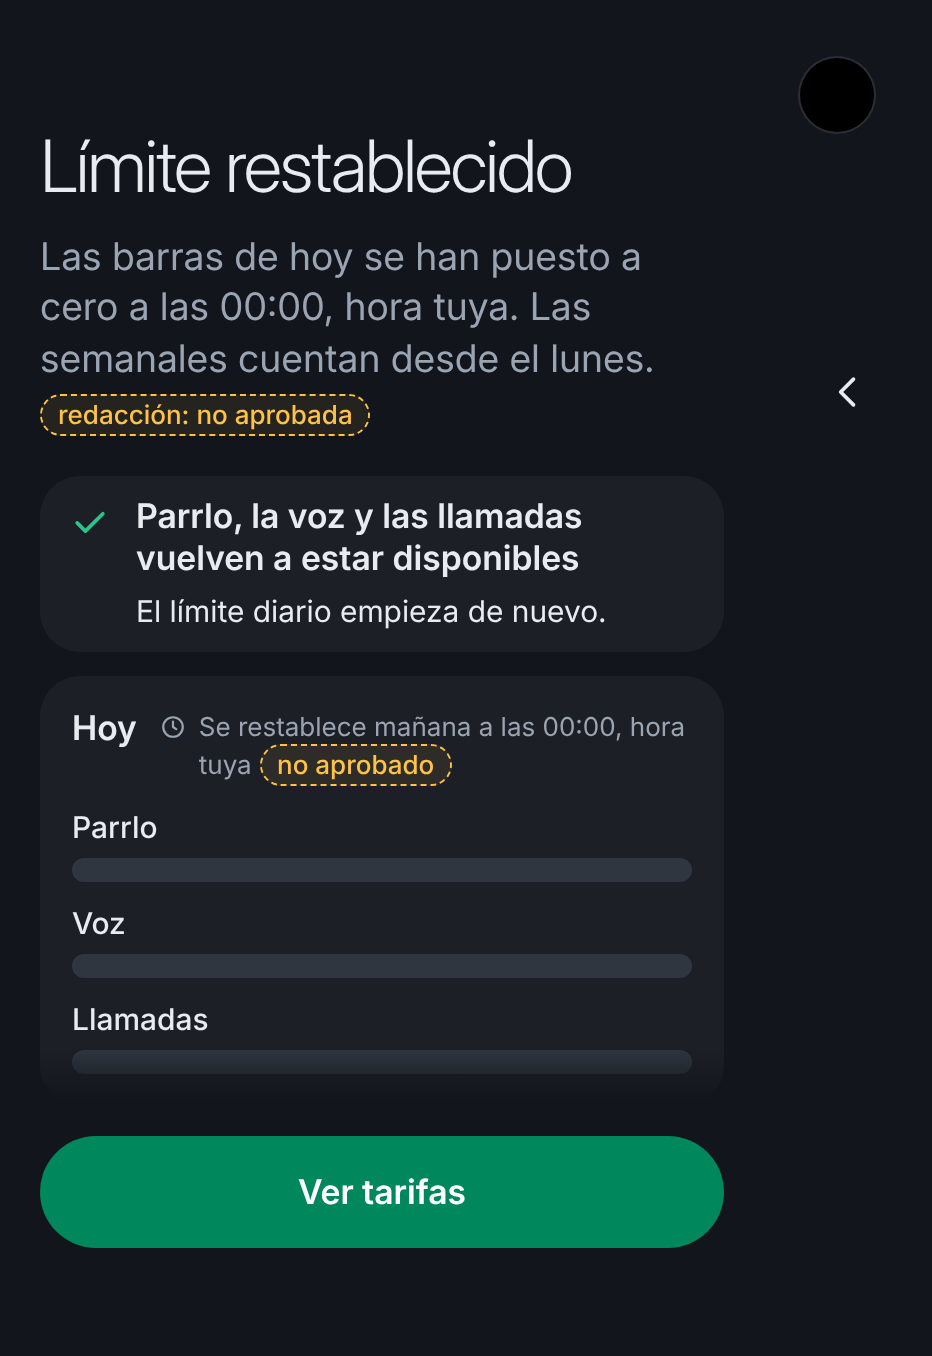 Límite restablecido
Las barras de hoy se han puesto a
cero a las 00:00, hora tuya. Las
semanales cuentan desde el lunes.
redacción: no aprobada
Parrlo, la voz y las llamadas
vuelven a estar disponibles
El límite diario empieza de nuevo.
Hoy Se restablece mañana a las 00:00, hora
tuya no aprobado
Parrlo
Voz
Llamadas
Ver tarifas